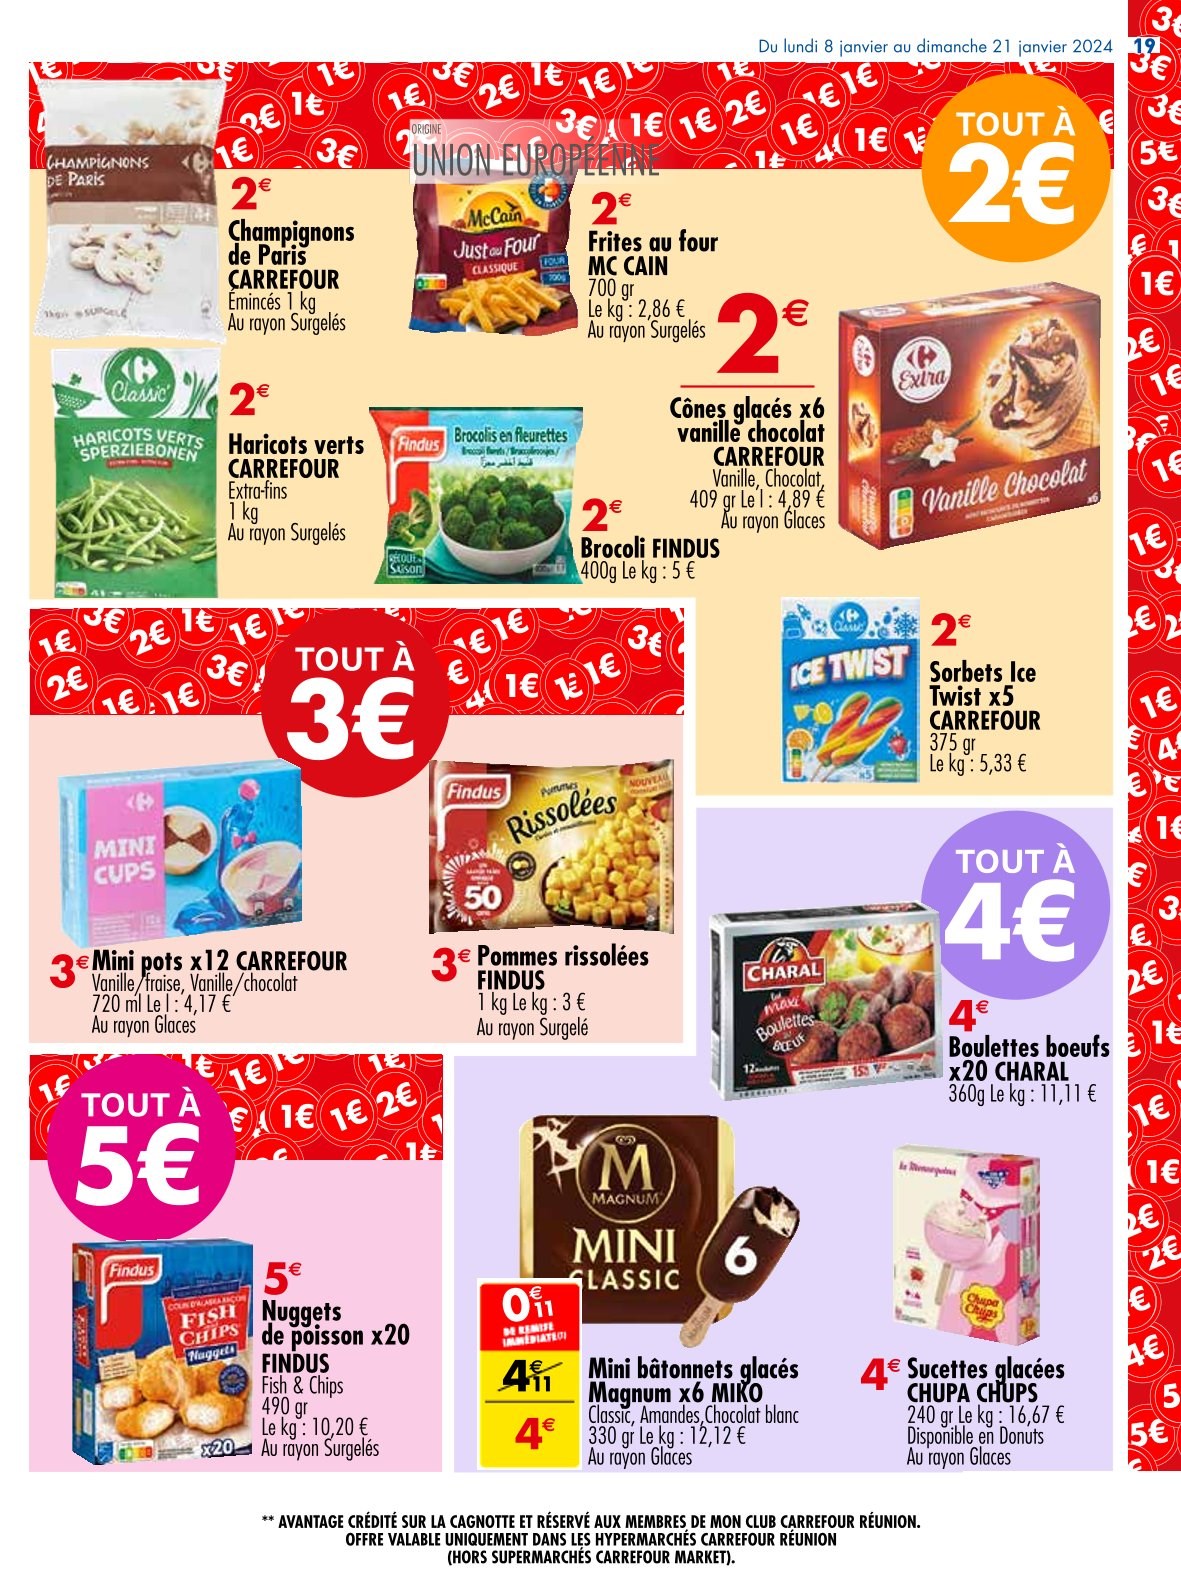 Du lundi 8 janvier au dimanche 21 janvier 2024
19
TOUT À
2€
CHAMPIGNONS
DE PARIS
2€
Champignons
de Paris
CARREFOUR
Émincés 1 kg
Au rayon Surgelés
ORIGINE
UNION EUROPÉENNE
McCain
Just au Four
CLASSIQUE
2€
Frites au four
MC CAIN
700 gr
Le kg : 2,86 €
Au rayon Surgelés
Classic'
HARICOTS VERTS
SPERZIEBONEN
2€
Haricots verts
CARREFOUR
Extra-fins
1 kg
Au rayon Surgelés
Findus
Brocolis en fleurettes
RÉCOLTE
Saison
2€
Brocoli FINDUS
400g Le kg : 5 €
2€
Cônes glacés x6
vanille chocolat
CARREFOUR
Vanille, Chocolat,
409 gr Le l : 4,89 €
Au rayon Glaces
Extra
Vanille Chocolat
x6
Classic'
ICE TWIST
x5
2€
Sorbets Ice
Twist x5
CARREFOUR
375 gr
Le kg : 5,33 €
TOUT À
3€
MINI
CUPS
3€ Mini pots x12 CARREFOUR
Vanille/fraise, Vanille/chocolat
720 ml Le l : 4,17 €
Au rayon Glaces
Findus
NOUVEAU
Pommes
Rissolées
50
3€ Pommes rissolées
FINDUS
1 kg Le kg : 3 €
Au rayon Surgelé
TOUT À
4€
CHARAL
maxi
Boulettes
BŒUF
12
15%
4€
Boulettes boeufs
x20 CHARAL
360g Le kg : 11,11 €
TOUT À
5€
Findus
FISH
CHIPS
Nuggets
x20
5€
Nuggets
de poisson x20
FINDUS
Fish & Chips
490 gr
Le kg : 10,20 €
Au rayon Surgelés
M
MAGNUM
MINI
CLASSIC
6
0€11
DE REMISE
IMMÉDIATE(1)
4€11
4€
Mini bâtonnets glacés
Magnum x6 MIKO
Classic, Amandes,Chocolat blanc
330 gr Le kg : 12,12 €
Au rayon Glaces
Chupa
Chups
4€ Sucettes glacées
CHUPA CHUPS
240 gr Le kg : 16,67 €
Disponible en Donuts
Au rayon Glaces
** AVANTAGE CRÉDITÉ SUR LA CAGNOTTE ET RÉSERVÉ AUX MEMBRES DE MON CLUB CARREFOUR RÉUNION.
OFFRE VALABLE UNIQUEMENT DANS LES HYPERMARCHÉS CARREFOUR RÉUNION
(HORS SUPERMARCHÉS CARREFOUR MARKET).